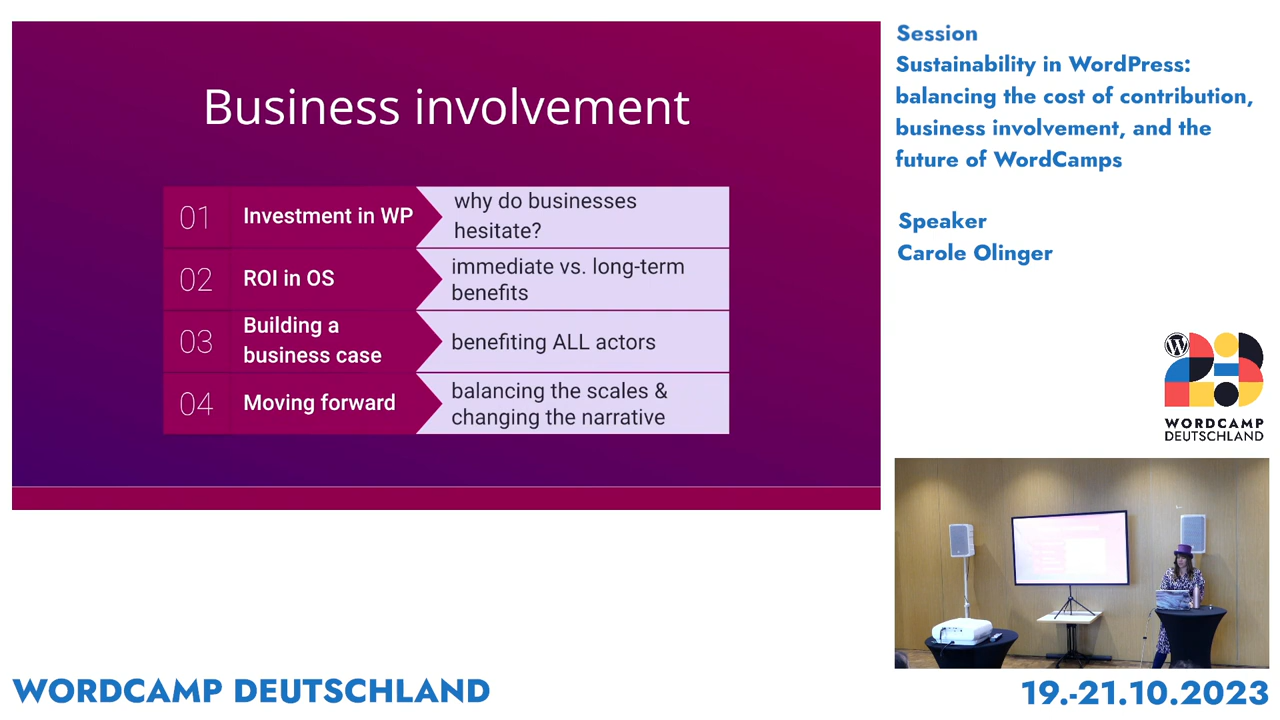 Business involvement
01 Investment in WP
why do businesses
hesitate?
02 ROI in OS
immediate vs. long-term
benefits
03 Building a
business case
benefiting ALL actors
04 Moving forward
balancing the scales &
changing the narrative
Session
Sustainability in WordPress:
balancing the cost of contribution,
business involvement, and the
future of WordCamps
Speaker
Carole Olinger
WORDCAMP
DEUTSCHLAND
WORDCAMP DEUTSCHLAND
19.-21.10.2023